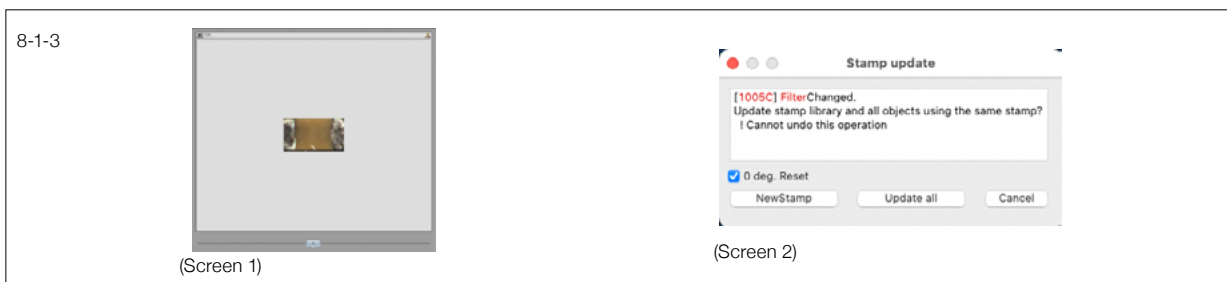 8-1-3
Stamp update
[1005C] FilterChanged.
Update stamp library and all objects using the same stamp?
! Cannot undo this operation
0 deg. Reset
NewStamp
Update all
Cancel
(Screen 1)
(Screen 2)